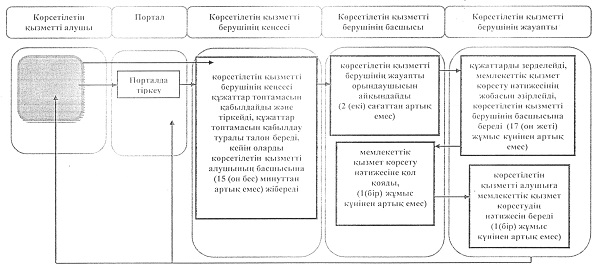 Көрсетілетін
қызметті алушы
Портал
Көрсетілетін қызметті
берушінің кеңсесі
Көрсетілетін қызметті
берушінің басшысы
Көрсетілетін қызметті
берушінің жауапты
Порталда
тіркеу
көрсетілетін қызметті
берушінің кеңсесі
құжаттар топтамасын
қабылдайды және
тіркейді, құжаттар
топтамасын қабылдау
туралы талон береді,
кейін оларды
көрсетілетін қызметті
алушының басшысына
(15 (он бес) минуттан
артық емес) жібереді
көрсетілетін қызметті
берушінің жауапты
орындаушысын
айқындайды
(2 (екі) сағаттан артық
емес)
құжаттарды зерделейді,
мемлекеттік қызмет
көрсету нәтижесінің
жобасын әзірлейді,
көрсетілетін қызметті
берушінің басшысына
береді (17 (он жеті)
жұмыс күнінен артық
емес)
мемлекеттік
қызмет көрсету
нәтижесіне қол
қояды,
(1(бір) жұмыс
күнінен артық емес)
көрсетілетін
қызметті алушыға
мемлекеттік қызмет
көрсетудің
нәтижесін береді
(1(бір) жұмыс
күнінен артық емес)